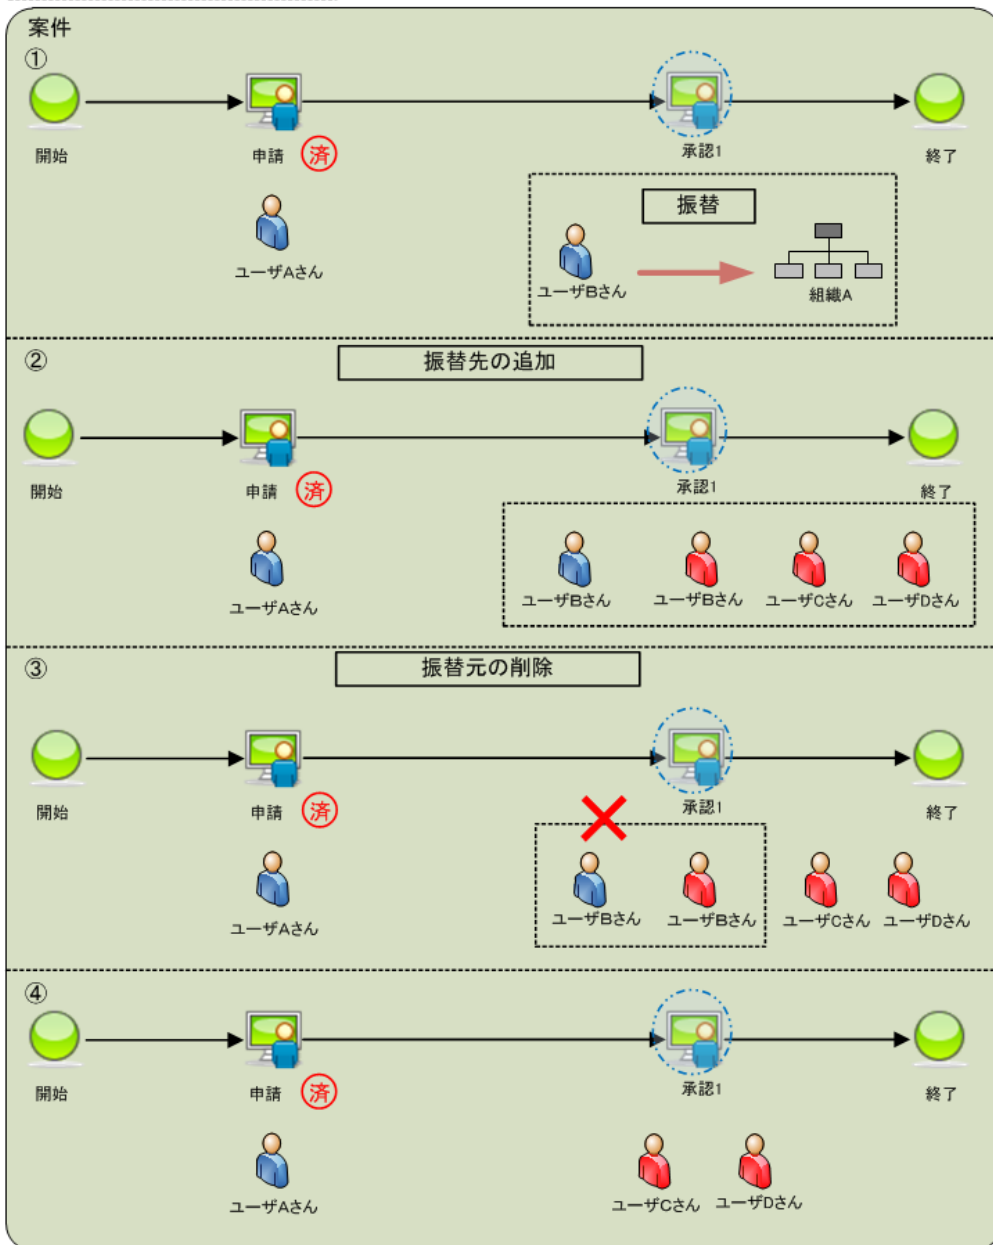 案件
①
開始
申請
済
承認1
終了
ユーザAさん
振替
ユーザBさん
組織A
②
振替先の追加
開始
申請
済
承認1
終了
ユーザAさん
ユーザBさん
ユーザBさん
ユーザCさん
ユーザDさん
③
振替元の削除
開始
申請
済
承認1
終了
ユーザAさん
ユーザBさん
ユーザBさん
ユーザCさん
ユーザDさん
④
開始
申請
済
承認1
終了
ユーザAさん
ユーザCさん
ユーザDさん